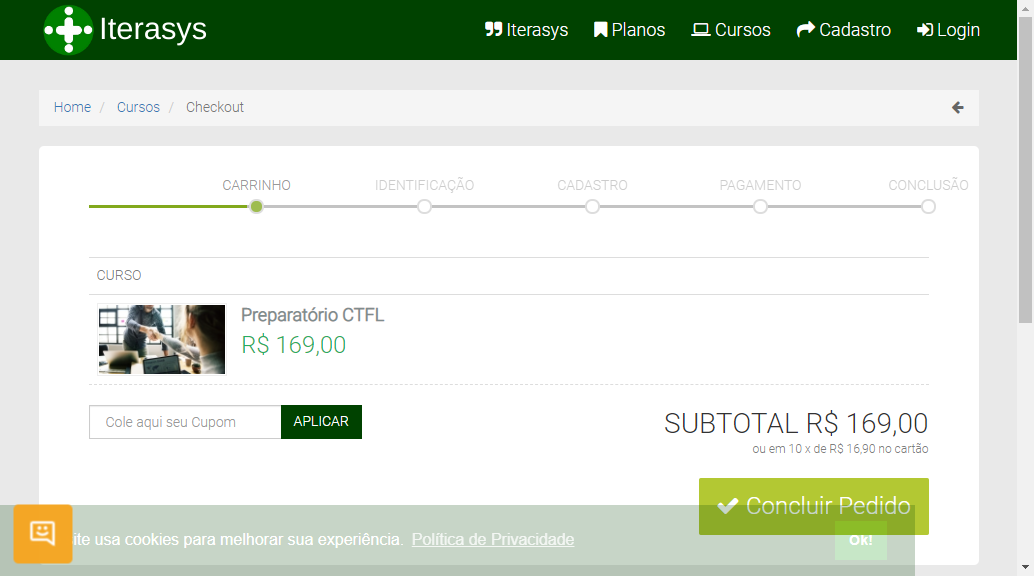 Iterasys
Iterasys Planos Cursos Cadastro Login
Home / Cursos / Checkout
CARRINHO IDENTIFICAÇÃO CADASTRO PAGAMENTO CONCLUSÃO
CURSO
Preparatório CTFL
R$ 169,00
Cole aqui seu Cupom APLICAR
SUBTOTAL R$ 169,00
ou em 10 x de R$ 16,90 no cartão
Concluir Pedido
ite usa cookies para melhorar sua experiência. Política de Privacidade Ok!